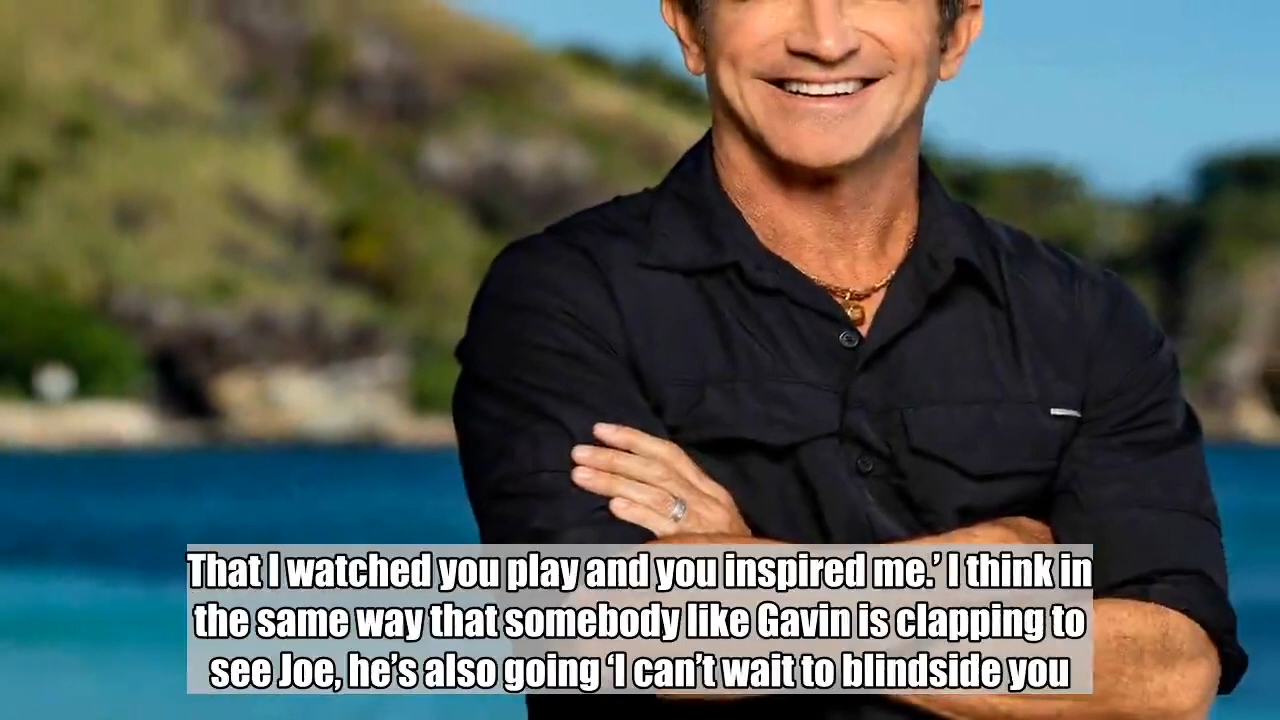 That I watched you play and you inspired me.’ I think in
the same way that somebody like Gavin is clapping to
see Joe, he’s also going ‘I can’t wait to blindside you